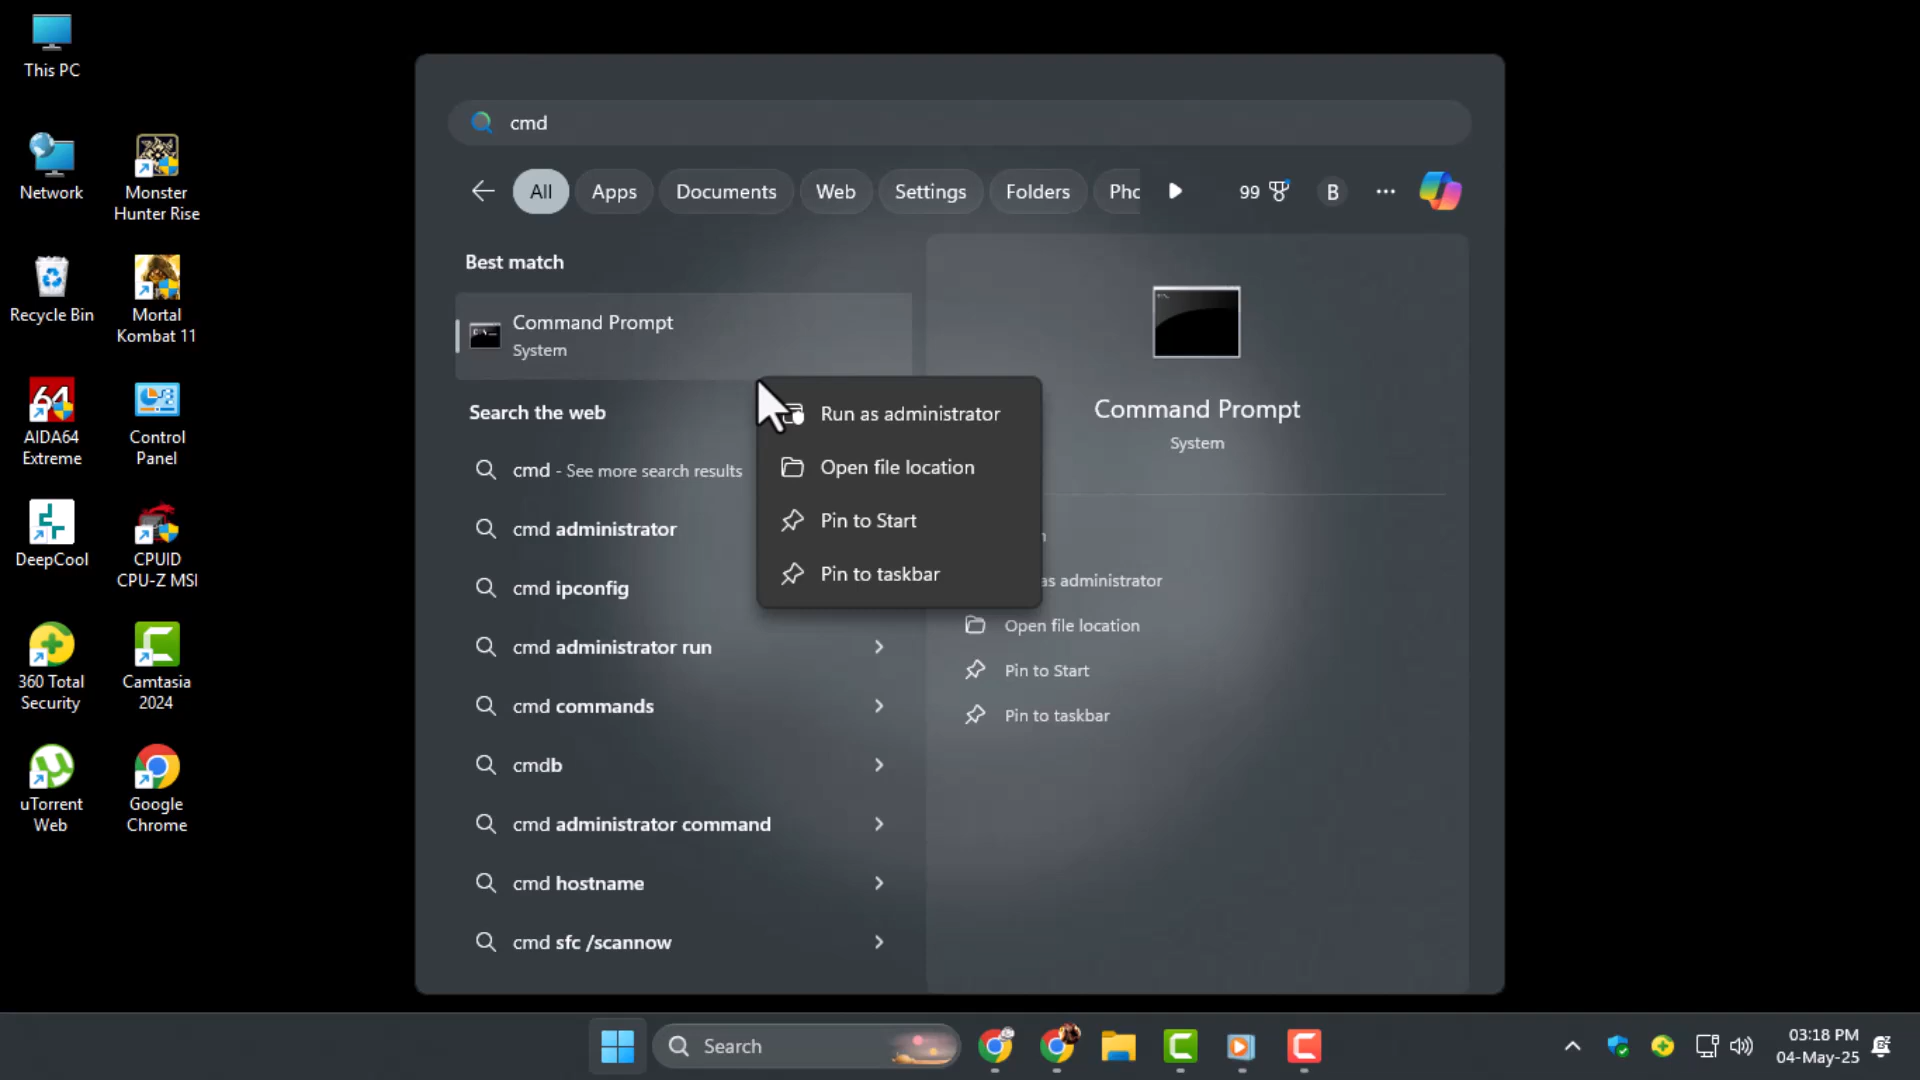 This PC
Network
Monster
Hunter Rise
Recycle Bin
Mortal
Kombat 11
64
AIDA64
Extreme
Control
Panel
DeepCool
CPUID
CPU-Z MSI
360 Total
Security
Camtasia
2024
uTorrent
Web
Google
Chrome
cmd
All Apps Documents Web Settings Folders Pho 99 B
Best match
Command Prompt
System
Search the web
cmd - See more search results
cmd administrator
cmd ipconfig
cmd administrator run
cmd commands
cmdb
cmd administrator command
cmd hostname
cmd sfc /scannow
Run as administrator
Open file location
Pin to Start
Pin to taskbar
Command Prompt
System
as administrator
Open file location
Pin to Start
Pin to taskbar
Search
03:18 PM
04-May-25